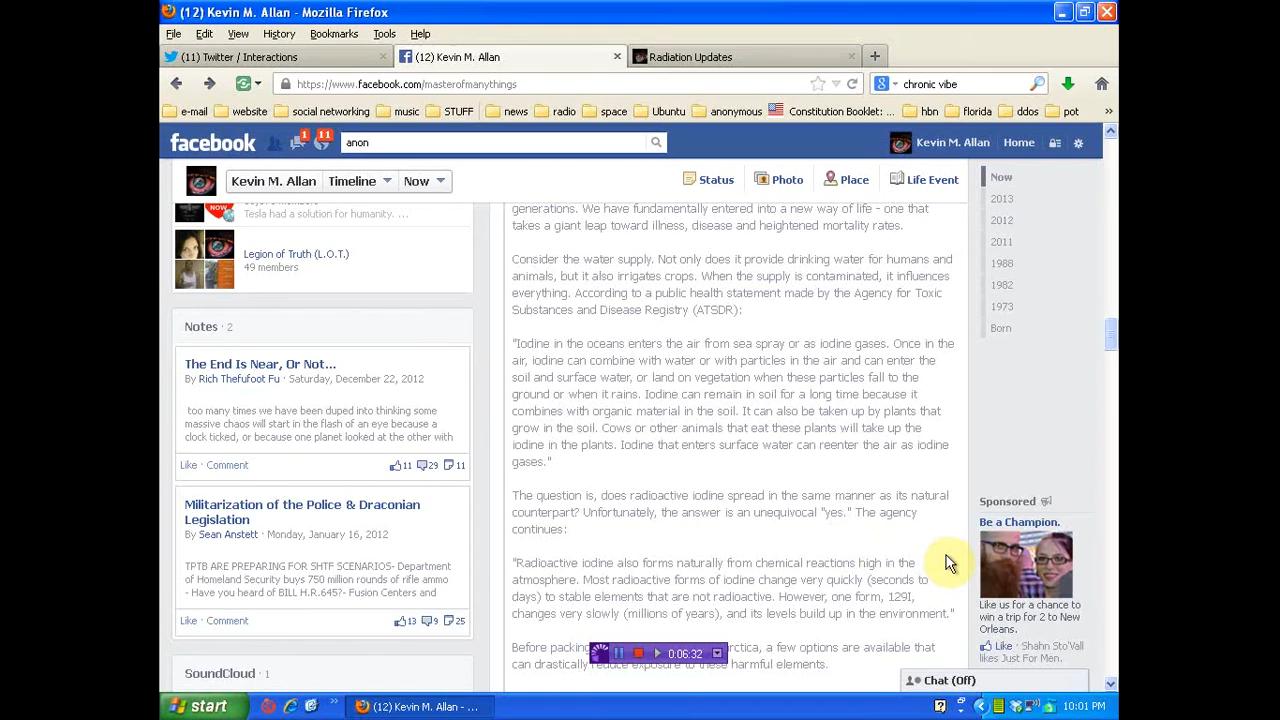 (12) Kevin M. Allan - Mozilla Firefox
File Edit View History Bookmarks Tools Help
(11) Twitter / Interactions
(12) Kevin M. Allan
Radiation Updates
https://www.facebook.com/masterofmanythings
chronic vibe
e-mail website social networking music STUFF news radio space Ubuntu anonymous Constitution Booklet:... hbn florida ddos pot
facebook 1 11 anon Kevin M. Allan Home
Kevin M. Allan Timeline Now Status Photo Place Life Event
Tesla had a solution for humanity. ...
Legion of Truth (L.O.T.)
49 members
Notes · 2
The End Is Near, Or Not...
By Rich Thefufoot Fu · Saturday, December 22, 2012
too many times we have been duped into thinking some
massive chaos will start in the flash of an eye because a
clock ticked, or because one planet looked at the other with
Like · Comment 11 29 11
Militarization of the Police & Draconian
Legislation
By Sean Anstett · Monday, January 16, 2012
TPTB ARE PREPARING FOR SHTF SCENARIOS- Department
of Homeland Security buys 750 million rounds of rifle ammo
- Have you heard of BILL H.R.645?- Fusion Centers and
Like · Comment 13 9 25
SoundCloud · 1
generations. We have fundamentally entered into a new way of life - one that
takes a giant leap toward illness, disease and heightened mortality rates.
Consider the water supply. Not only does it provide drinking water for humans and
animals, but it also irrigates crops. When the supply is contaminated, it influences
everything. According to a public health statement made by the Agency for Toxic
Substances and Disease Registry (ATSDR):
"Iodine in the oceans enters the air from sea spray or as iodine gases. Once in the
air, iodine can combine with water or with particles in the air and can enter the
soil and surface water, or land on vegetation when these particles fall to the
ground or when it rains. Iodine can remain in soil for a long time because it
combines with organic material in the soil. It can also be taken up by plants that
grow in the soil. Cows or other animals that eat these plants will take up the
iodine in the plants. Iodine that enters surface water can reenter the air as iodine
gases."
The question is, does radioactive iodine spread in the same manner as its natural
counterpart? Unfortunately, the answer is an unequivocal "yes." The agency
continues:
"Radioactive iodine also forms naturally from chemical reactions high in the
atmosphere. Most radioactive forms of iodine change very quickly (seconds to
days) to stable elements that are not radioactive. However, one form, 129I,
changes very slowly (millions of years), and its levels build up in the environment."
Before packing rctica, a few options are available that
can drastically reduce exposure to these harmful elements.
0:06:32
Now
2013
2012
2011
1988
1982
1973
Born
Sponsored
Be a Champion.
Like us for a chance to
win a trip for 2 to New
Orleans.
Like · Shahn Sto'Vall
likes Just For Men.
Chat (Off)
start
(12) Kevin M. Allan - ...
10:01 PM